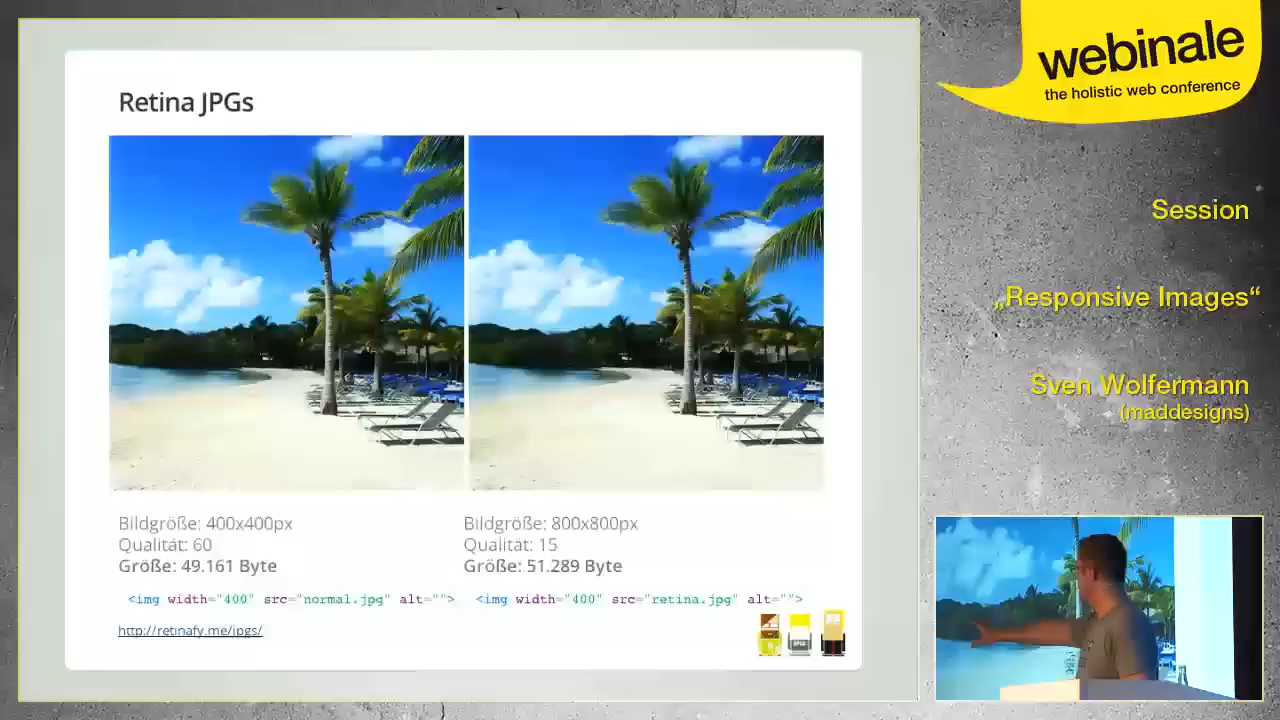 Retina JPGs
Bildgröße: 400x400px
Qualität: 60
Größe: 49.161 Byte
<img width="400" src="normal.jpg" alt="">
Bildgröße: 800x800px
Qualität: 15
Größe: 51.289 Byte
<img width="400" src="retina.jpg" alt="">
http://retinafy.me/jpgs/
webinale
the holistic web conference
Session
„Responsive Images“
Sven Wolfermann
(maddesigns)